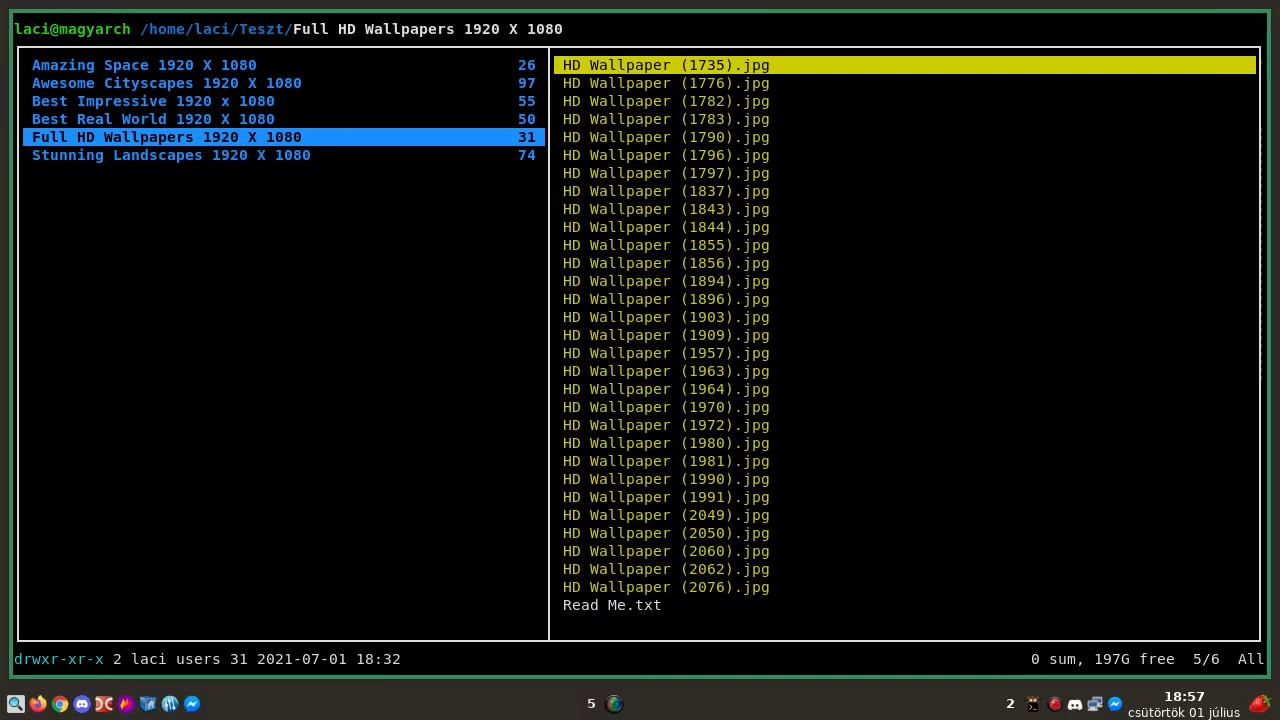 laci@magyarch /home/laci/Teszt/Full HD Wallpapers 1920 X 1080
Amazing Space 1920 X 1080 26
Awesome Cityscapes 1920 X 1080 97
Best Impressive 1920 x 1080 55
Best Real World 1920 X 1080 50
Full HD Wallpapers 1920 X 1080 31
Stunning Landscapes 1920 X 1080 74
HD Wallpaper (1735).jpg
HD Wallpaper (1776).jpg
HD Wallpaper (1782).jpg
HD Wallpaper (1783).jpg
HD Wallpaper (1790).jpg
HD Wallpaper (1796).jpg
HD Wallpaper (1797).jpg
HD Wallpaper (1837).jpg
HD Wallpaper (1843).jpg
HD Wallpaper (1844).jpg
HD Wallpaper (1855).jpg
HD Wallpaper (1856).jpg
HD Wallpaper (1894).jpg
HD Wallpaper (1896).jpg
HD Wallpaper (1903).jpg
HD Wallpaper (1909).jpg
HD Wallpaper (1957).jpg
HD Wallpaper (1963).jpg
HD Wallpaper (1964).jpg
HD Wallpaper (1970).jpg
HD Wallpaper (1972).jpg
HD Wallpaper (1980).jpg
HD Wallpaper (1981).jpg
HD Wallpaper (1990).jpg
HD Wallpaper (1991).jpg
HD Wallpaper (2049).jpg
HD Wallpaper (2050).jpg
HD Wallpaper (2060).jpg
HD Wallpaper (2062).jpg
HD Wallpaper (2076).jpg
Read Me.txt
drwxr-xr-x 2 laci users 31 2021-07-01 18:32 0 sum, 197G free 5/6 All
5
2
18:57
csütörtök 01 július